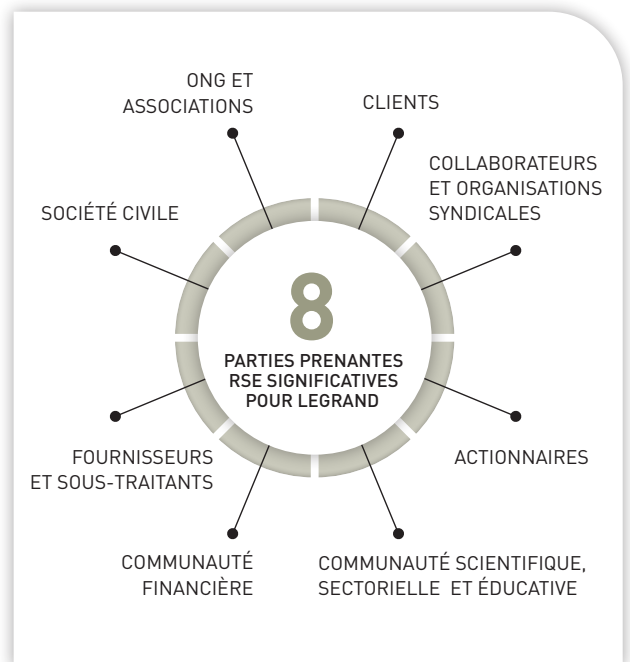 ONG ET
ASSOCIATIONS
CLIENTS
COLLABORATEURS
ET ORGANISATIONS
SYNDICALES
SOCIÉTÉ CIVILE
8
PARTIES PRENANTES
RSE SIGNIFICATIVES
POUR LEGRAND
FOURNISSEURS
ET SOUS-TRAITANTS
ACTIONNAIRES
COMMUNAUTÉ
FINANCIÈRE
COMMUNAUTÉ SCIENTIFIQUE,
SECTORIELLE ET ÉDUCATIVE